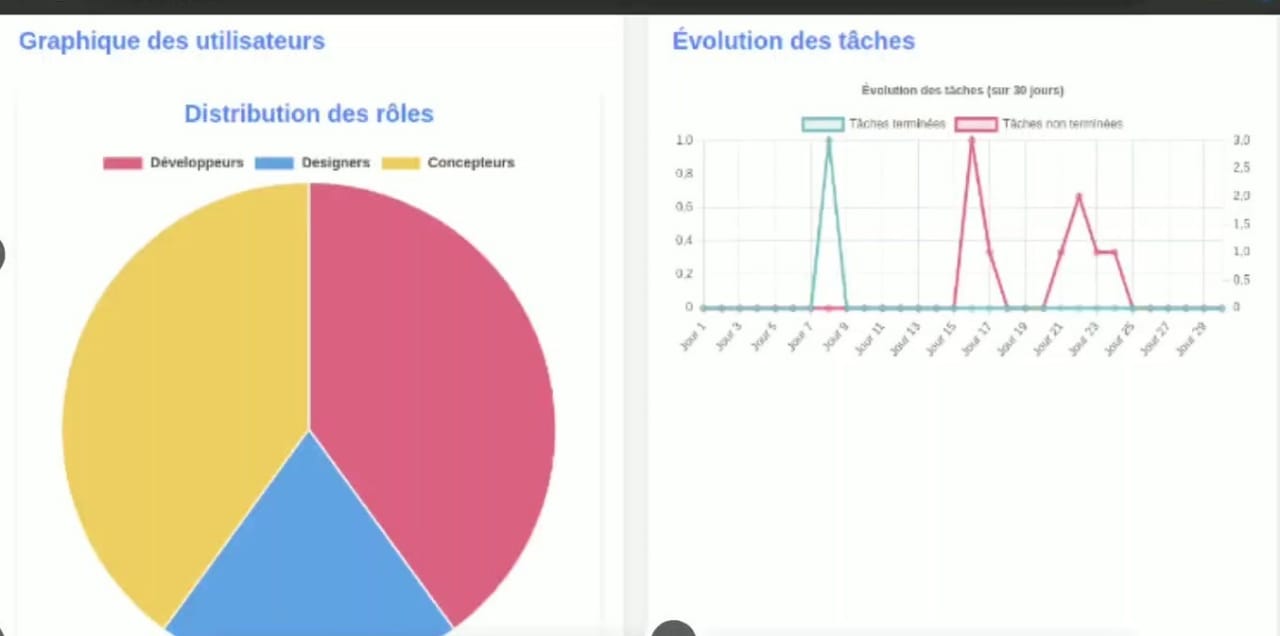 Graphique des utilisateurs
Distribution des rôles
Développeurs Designers Concepteurs
Évolution des tâches
Évolution des tâches (sur 30 jours)
Tâches terminées Tâches non terminées
1.0
0,8
0,6
0,4
0,2
0
3,0
2,5
2,0
1,5
1,0
0,5
0
Jour 1 Jour 3 Jour 5 Jour 7 Jour 9 Jour 11 Jour 13 Jour 15 Jour 17 Jour 19 Jour 21 Jour 23 Jour 25 Jour 27 Jour 29